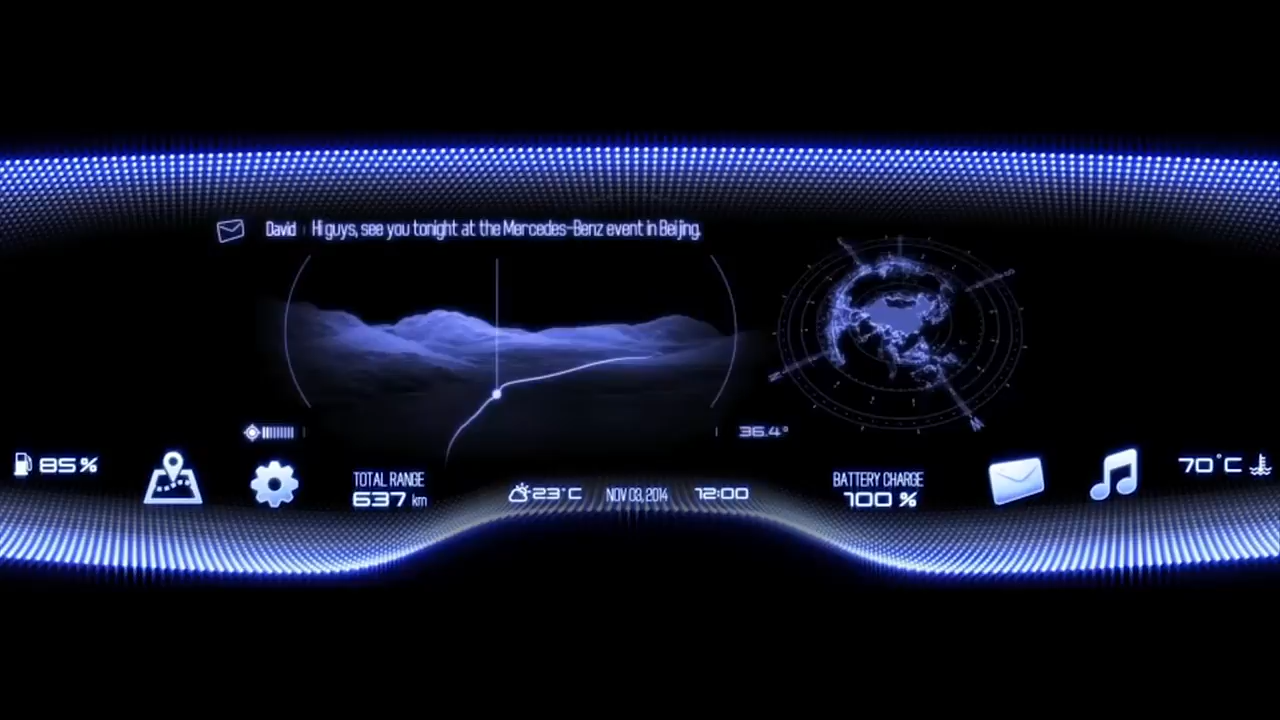 David Hi guys, see you tonight at the Mercedes-Benz event in Beijing.
36.4°
85%
TOTAL RANGE
637 km
23°C NOV 03, 2014 12:00
BATTERY CHARGE
100 %
70°C